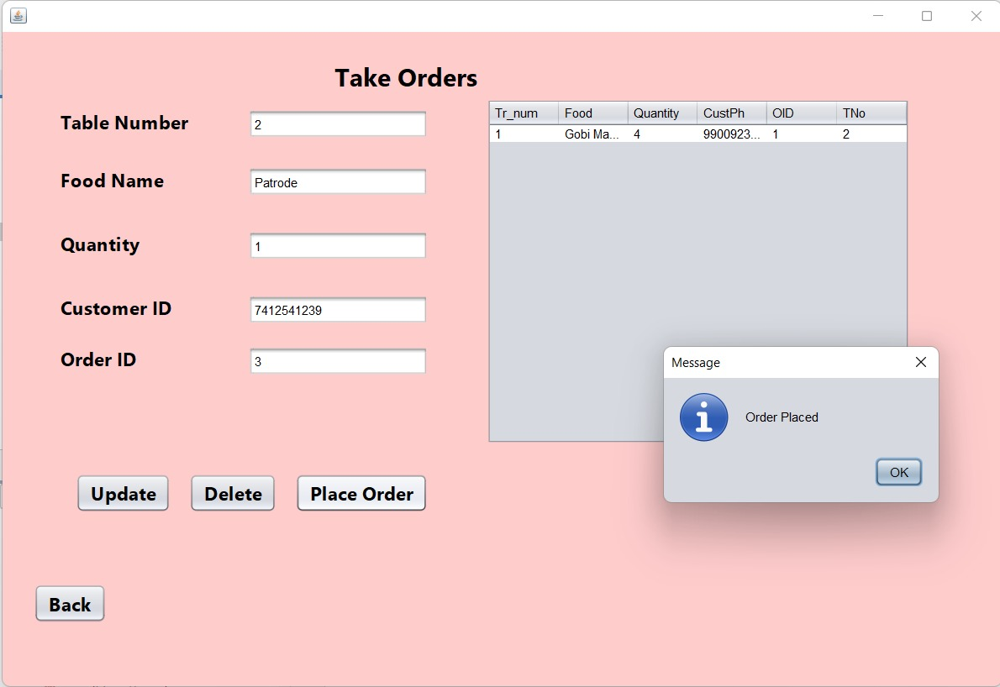 Take Orders
Table Number 2
Food Name Patrode
Quantity 1
Customer ID 7412541239
Order ID 3
Tr_num Food Quantity CustPh OID TNo
1 Gobi Ma... 4 9900923... 1 2
Message
Order Placed
OK
Update Delete Place Order
Back